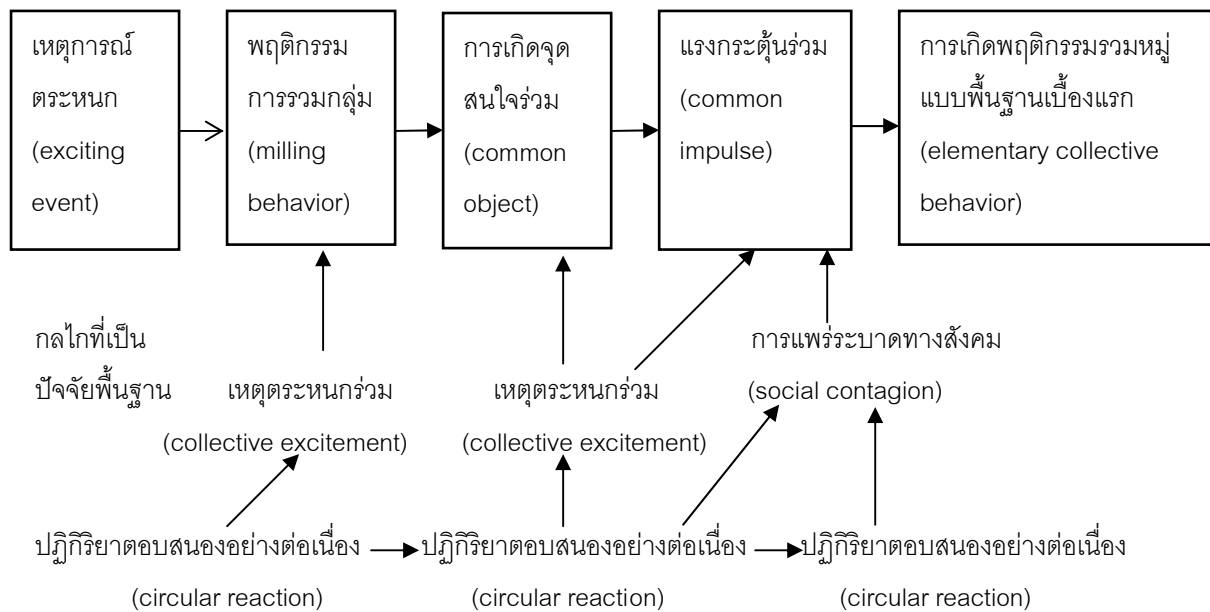 เหตุการณ์
ตระหนก
(exciting
event)
พฤติกรรม
การรวมกลุ่ม
(milling
behavior)
การเกิดจุด
สนใจร่วม
(common
object)
แรงกระตุ้นร่วม
(common
impulse)
การเกิดพฤติกรรมรวมหมู่
แบบพื้นฐานเบื้องแรก
(elementary collective
behavior)
กลไกที่เป็น
ปัจจัยพื้นฐาน
เหตุตระหนกร่วม
(collective excitement)
เหตุตระหนกร่วม
(collective excitement)
การแพร่ระบาดทางสังคม
(social contagion)
ปฏิกิริยาตอบสนองอย่างต่อเนื่อง
(circular reaction)
ปฏิกิริยาตอบสนองอย่างต่อเนื่อง
(circular reaction)
ปฏิกิริยาตอบสนองอย่างต่อเนื่อง
(circular reaction)